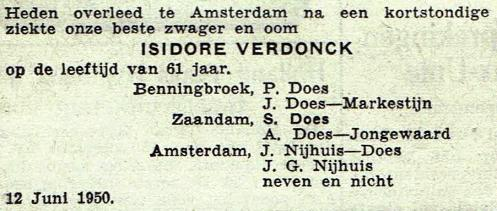 Heden overleed te Amsterdam na een kortstondige
ziekte onze beste zwager en oom
ISIDORE VERDONCK
op de leeftijd van 61 jaar.
Benningbroek, P. Does
J. Does—Markestijn
Zaandam, S. Does
A. Does—Jongewaard
Amsterdam, J. Nijhuis—Does
J. G. Nijhuis
neven en nicht
12 Juni 1950.